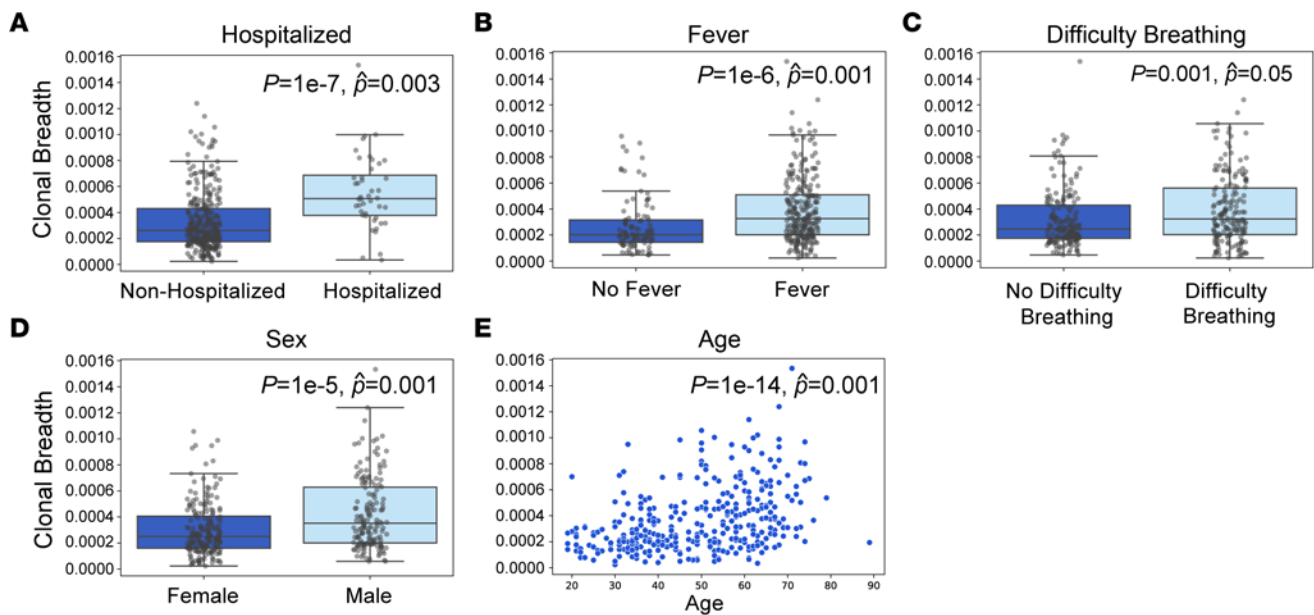 A
Hospitalized
P=1e-7, p̂=0.003
Clonal Breadth
0.0016
0.0014
0.0012
0.0010
0.0008
0.0006
0.0004
0.0002
0.0000
Non-Hospitalized
Hospitalized
B
Fever
P=1e-6, p̂=0.001
0.0016
0.0014
0.0012
0.0010
0.0008
0.0006
0.0004
0.0002
0.0000
No Fever
Fever
C
Difficulty Breathing
P=0.001, p̂=0.05
0.0016
0.0014
0.0012
0.0010
0.0008
0.0006
0.0004
0.0002
0.0000
No Difficulty
Breathing
Difficulty
Breathing
D
Sex
P=1e-5, p̂=0.001
Clonal Breadth
0.0016
0.0014
0.0012
0.0010
0.0008
0.0006
0.0004
0.0002
0.0000
Female
Male
E
Age
P=1e-14, p̂=0.001
0.0016
0.0014
0.0012
0.0010
0.0008
0.0006
0.0004
0.0002
0.0000
20 30 40 50 60 70 80 90
Age